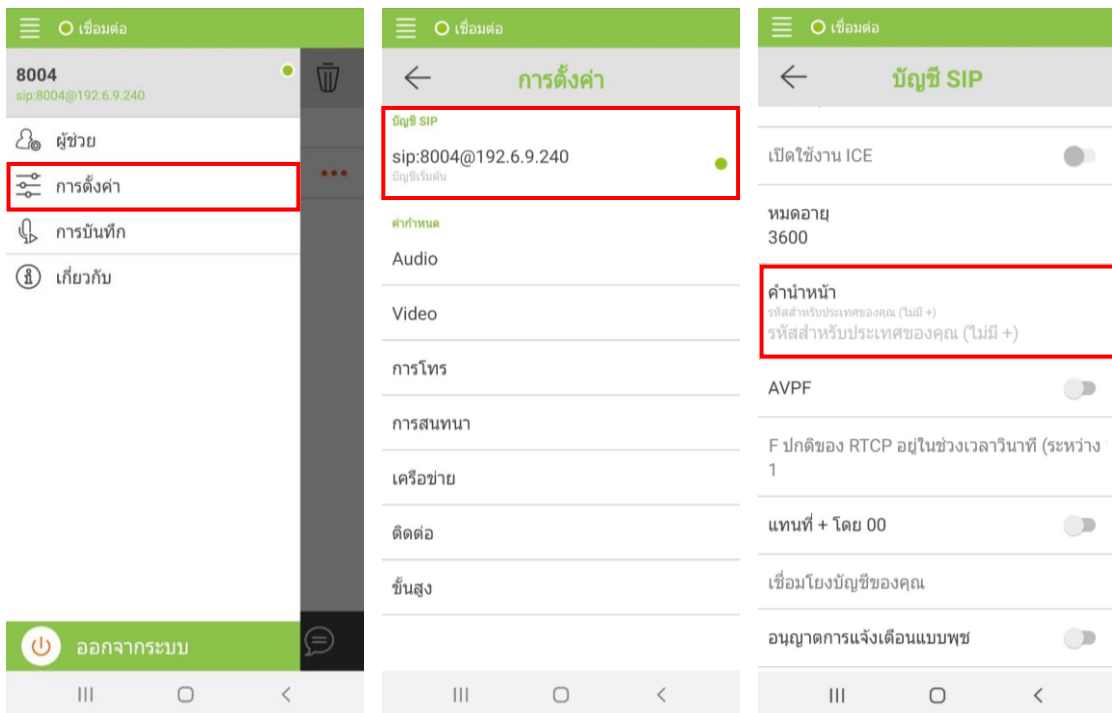 เชื่อมต่อ
8004
sip:8004@192.6.9.240
ผู้ช่วย
การตั้งค่า
การบันทึก
เกี่ยวกับ
ออกจากระบบ
เชื่อมต่อ
การตั้งค่า
บัญชี SIP
sip:8004@192.6.9.240
บัญชีเริ่มต้น
ค่ากำหนด
Audio
Video
การโทร
การสนทนา
เครือข่าย
ติดต่อ
ขั้นสูง
เชื่อมต่อ
บัญชี SIP
เปิดใช้งาน ICE
หมดอายุ
3600
คำนำหน้า
รหัสสำหรับประเทศของคุณ (ไม่มี +)
รหัสสำหรับประเทศของคุณ (ไม่มี +)
AVPF
F ปกติของ RTCP อยู่ในช่วงเวลาวินาที (ระหว่าง
1
แทนที่ + โดย 00
เชื่อมโยงบัญชีของคุณ
อนุญาตการแจ้งเตือนแบบพุช